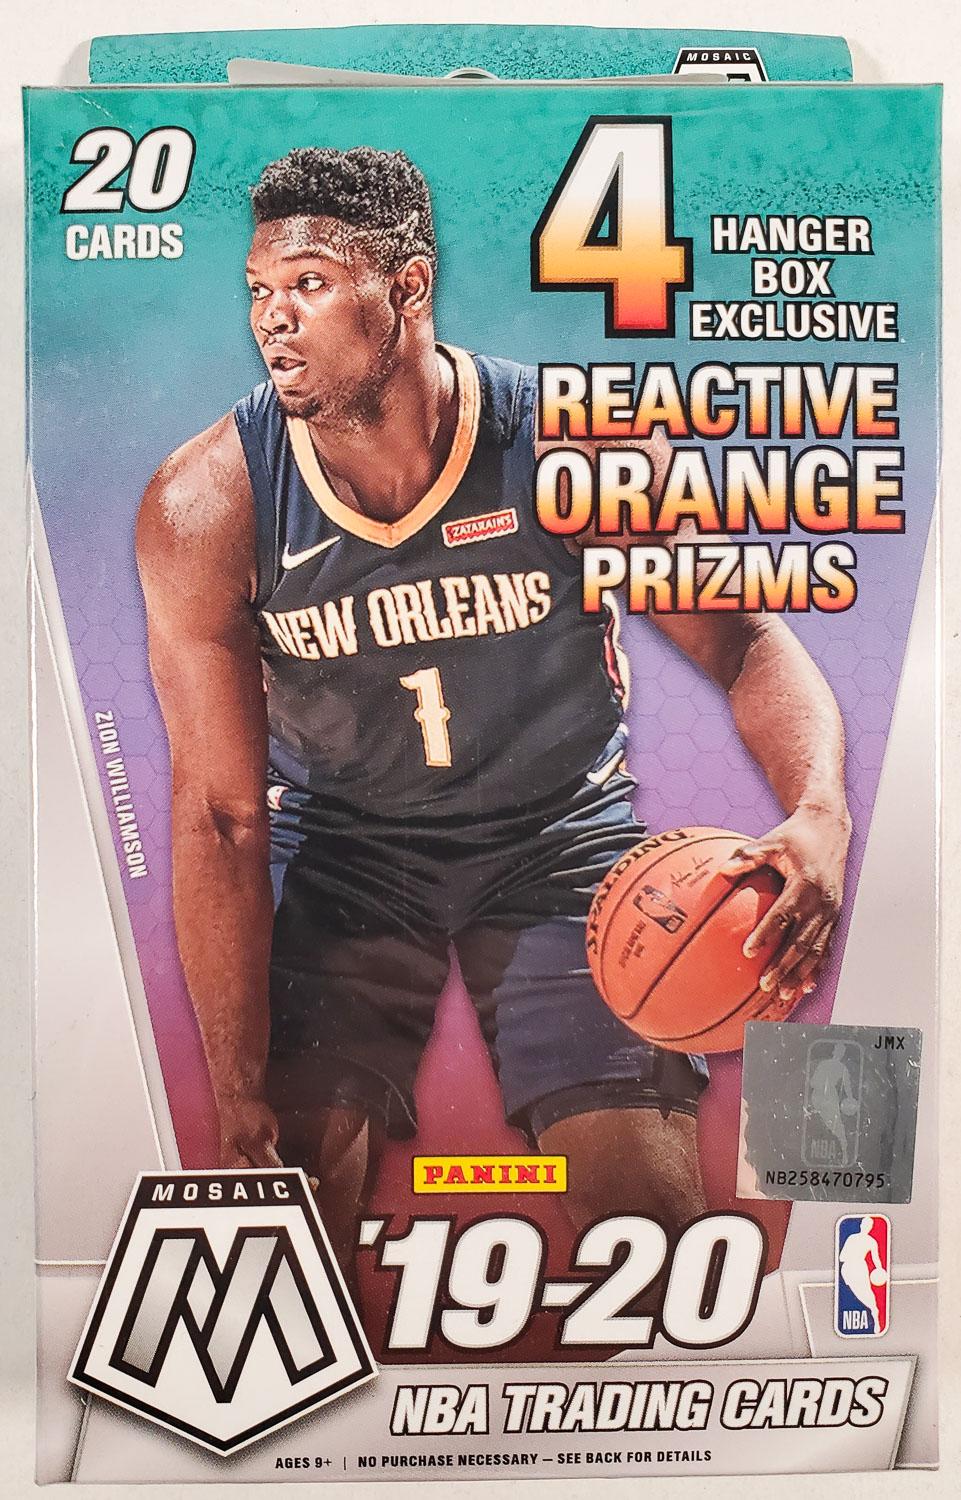 MOSAIC
20
CARDS
4
HANGER
BOX
EXCLUSIVE
REACTIVE
ORANGE
PRIZMS
ZATARAIN'S
NEW ORLEANS
1
ZION WILLIAMSON
SPALDING
JMX
NBA
NB258470795
PANINI
MOSAIC
M
'19-20
NBA
NBA TRADING CARDS
AGES 9+ | NO PURCHASE NECESSARY – SEE BACK FOR DETAILS